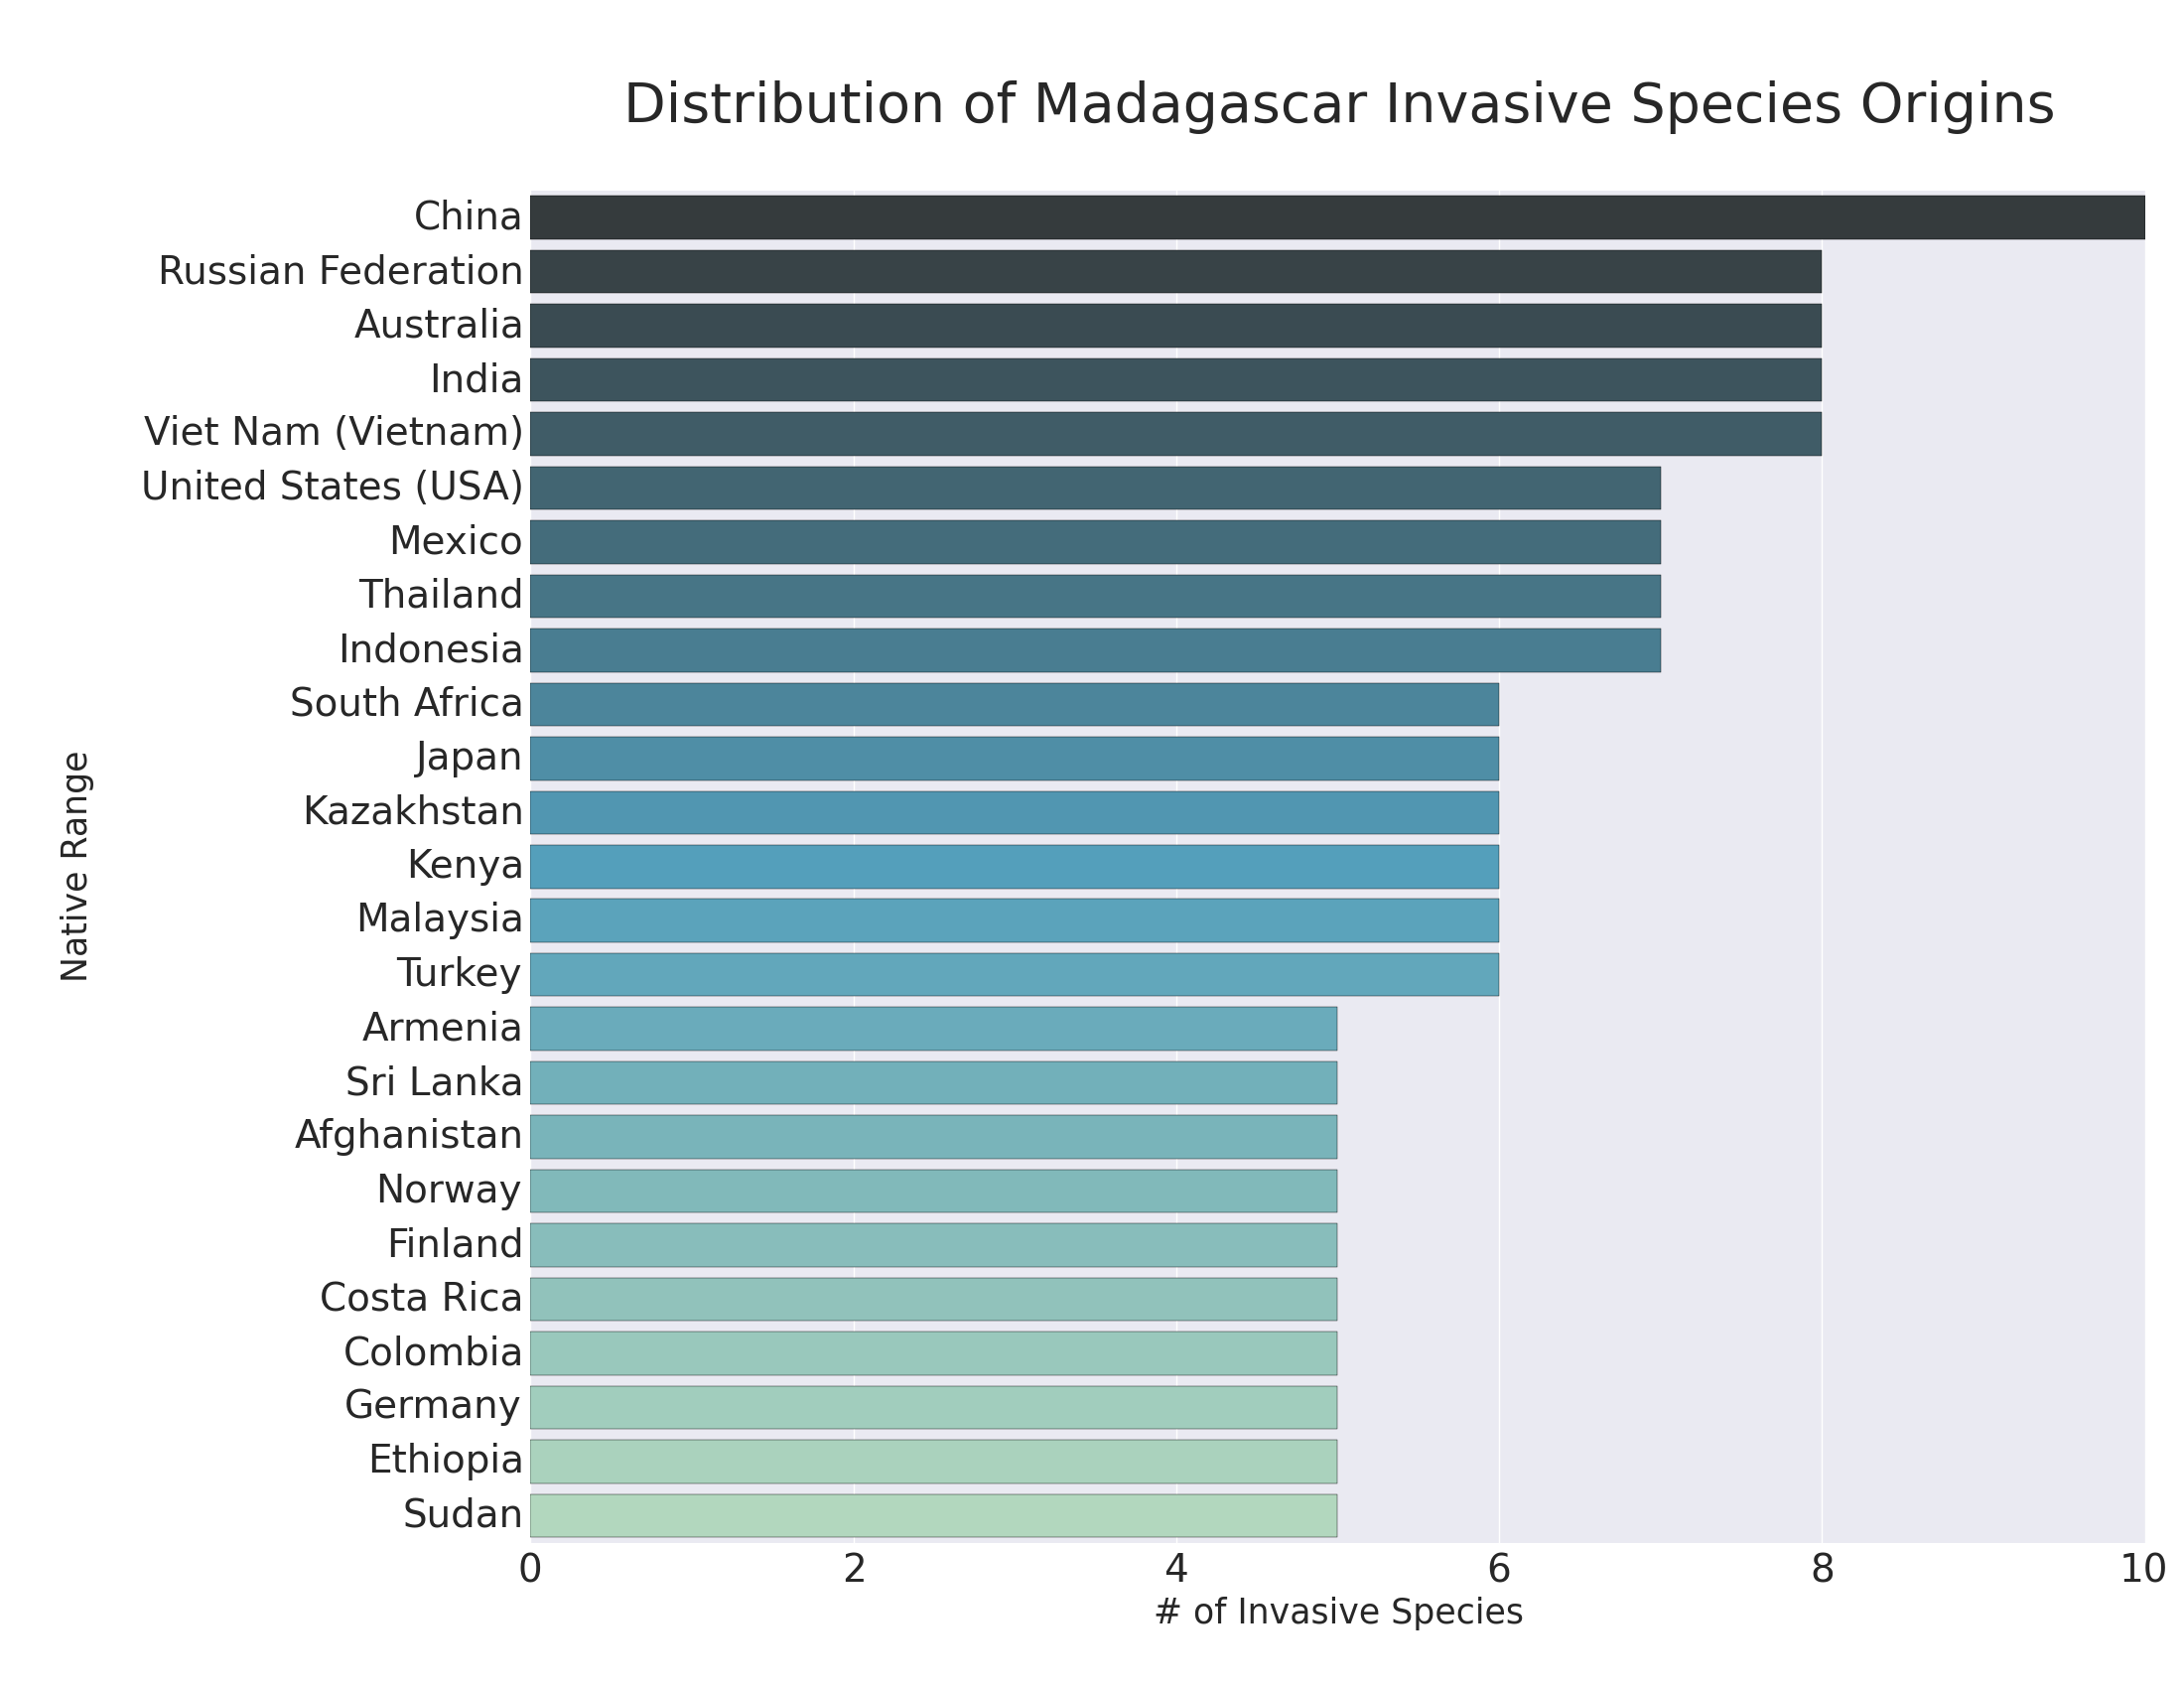 Distribution of Madagascar Invasive Species Origins
China
Russian Federation
Australia
India
Viet Nam (Vietnam)
United States (USA)
Mexico
Thailand
Indonesia
South Africa
Japan
Kazakhstan
Kenya
Malaysia
Turkey
Armenia
Sri Lanka
Afghanistan
Norway
Finland
Costa Rica
Colombia
Germany
Ethiopia
Sudan
Native Range
0 2 4 6 8 10
# of Invasive Species